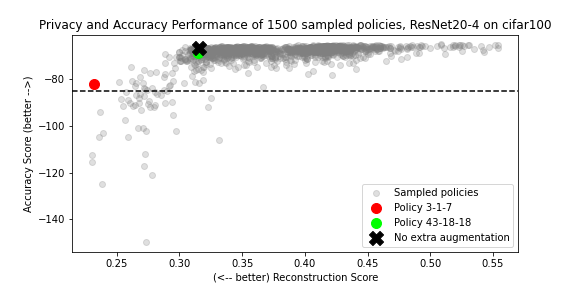 Privacy and Accuracy Performance of 1500 sampled policies, ResNet20-4 on cifar100
Accuracy Score (better -->)
−80
−100
−120
−140
Sampled policies
Policy 3-1-7
Policy 43-18-18
No extra augmentation
0.25 0.30 0.35 0.40 0.45 0.50 0.55
(<-- better) Reconstruction Score